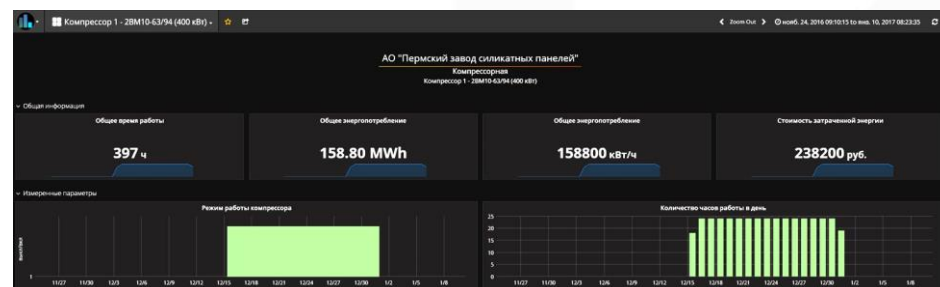 Компрессор 1 - 2ВМ10-63/94 (400 кВт)
Zoom Out
нояб. 24, 2016 09:10:15 to янв. 10, 2017 08:23:35
АО "Пермский завод силикатных панелей"
Компрессорная
Компрессор 1 - 2ВМ10-63/94 (400 кВт)
Общая информация
Общее время работы
397 ч
Общее энергопотребление
158.80 MWh
Общее энергопотребление
158800 кВт/ч
Стоимость затраченной энергии
238200 руб.
Измеренные параметры
Режим работы компрессора
1
11/27 11/30 12/3 12/6 12/9 12/12 12/15 12/18 12/21 12/24 12/27 12/30 1/2 1/5 1/8
Количество часов работы в день
25
20
15
10
5
0
11/27 11/30 12/3 12/6 12/9 12/12 12/15 12/18 12/21 12/24 12/27 12/30 1/2 1/5 1/8